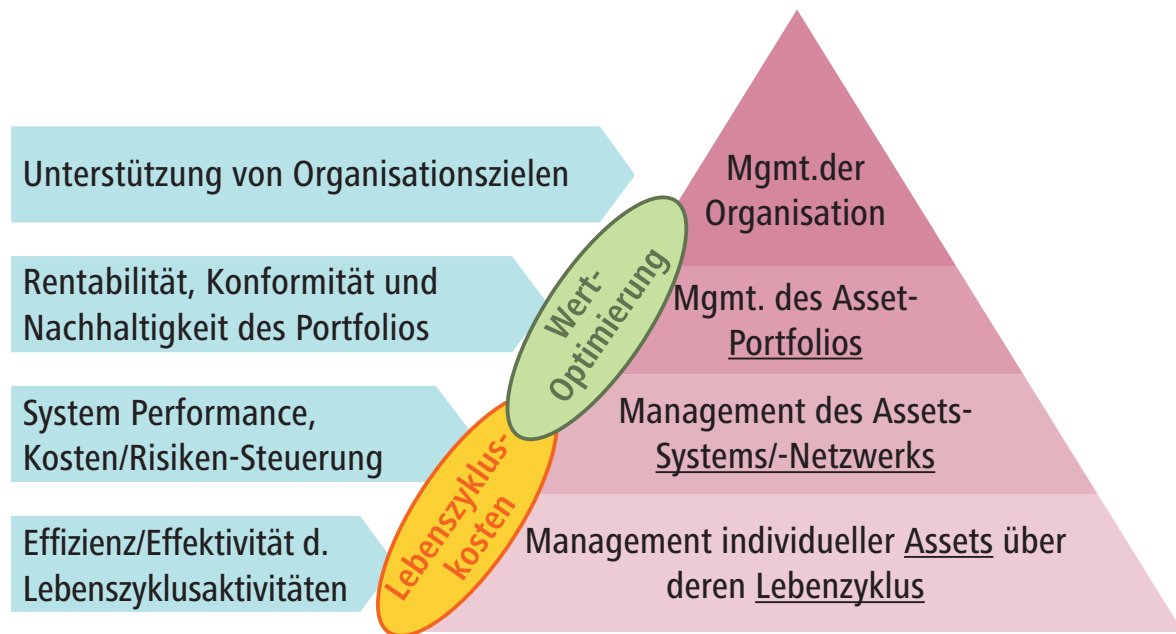 Unterstützung von Organisationszielen
Mgmt.der
Organisation
Rentabilität, Konformität und
Nachhaltigkeit des Portfolios
Wert-
Optimierung
Mgmt. des Asset-
Portfolios
System Performance,
Kosten/Risiken-Steuerung
Management des Assets-
Systems/-Netzwerks
Effizienz/Effektivität d.
Lebenszyklusaktivitäten
Lebenszyklus-
kosten
Management individueller Assets über
deren Lebenzyklus